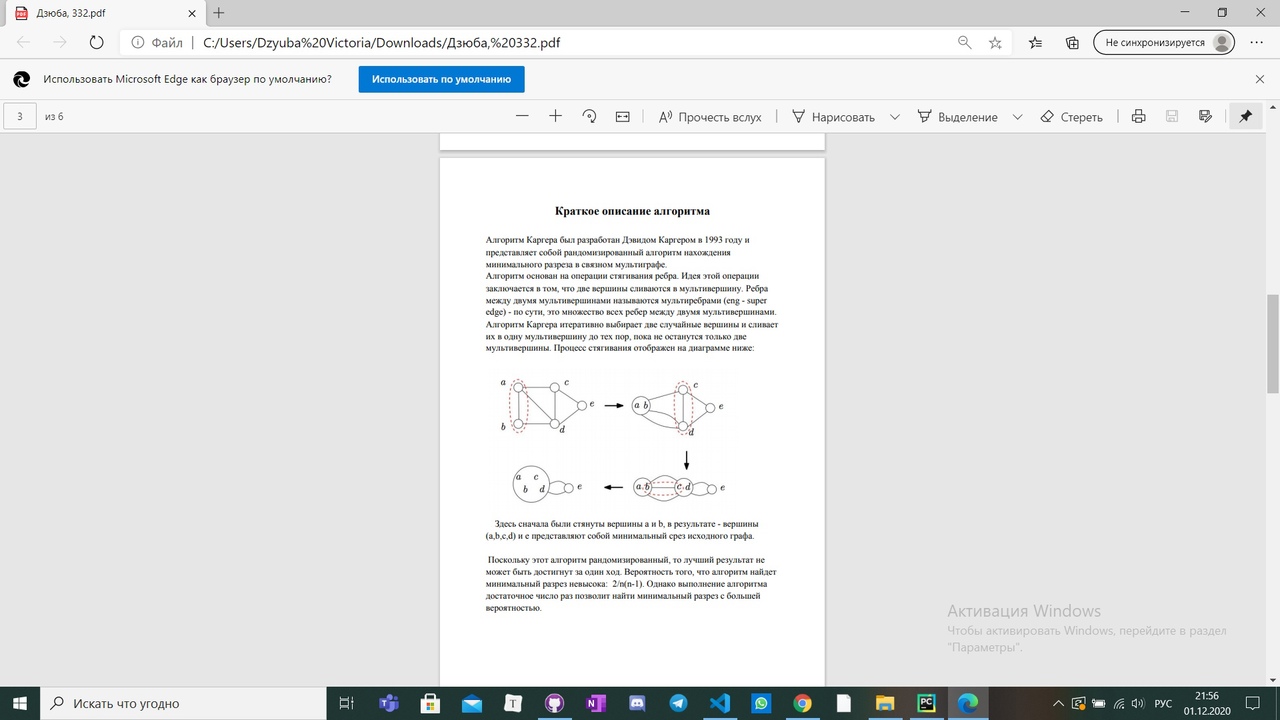 Дзюба, 332.pdf
Файл
C:/Users/Dzyuba%20Victoria/Downloads/Дзюба,%20332.pdf
Не синхронизируется
Использовать Microsoft Edge как браузер по умолчанию?
Использовать по умолчанию
3
из 6
Прочесть вслух
Нарисовать
Выделение
Стереть
Краткое описание алгоритма
Алгоритм Каргера был разработан Дэвидом Каргером в 1993 году и
представляет собой рандомизированный алгоритм нахождения
минимального разреза в связном мультиграфе.
Алгоритм основан на операции стягивания ребра. Идея этой операции
заключается в том, что две вершины сливаются в мультивершину. Ребра
между двумя мультивершинами называются мультиребрами (eng - super
edge) - по сути, это множество всех ребер между двумя мультивершинами.
Алгоритм Каргера итеративно выбирает две случайные вершины и сливает
их в одну мультивершину до тех пор, пока не останутся только две
мультивершины. Процесс стягивания отображен на диаграмме ниже:
a c
e
b d
c
a b e
d
a c
b d e
a,b c d e
Здесь сначала были стянуты вершины a и b, в результате - вершины
(a,b,c,d) и e представляют собой минимальный срез исходного графа.
Поскольку этот алгоритм рандомизированный, то лучший результат не
может быть достигнут за один ход. Вероятность того, что алгоритм найдет
минимальный разрез невысока: 2/n(n-1). Однако выполнение алгоритма
достаточное число раз позволит найти минимальный разрез с большей
вероятностью.
Активация Windows
Чтобы активировать Windows, перейдите в раздел
"Параметры".
Искать что угодно
РУС
21:56
01.12.2020